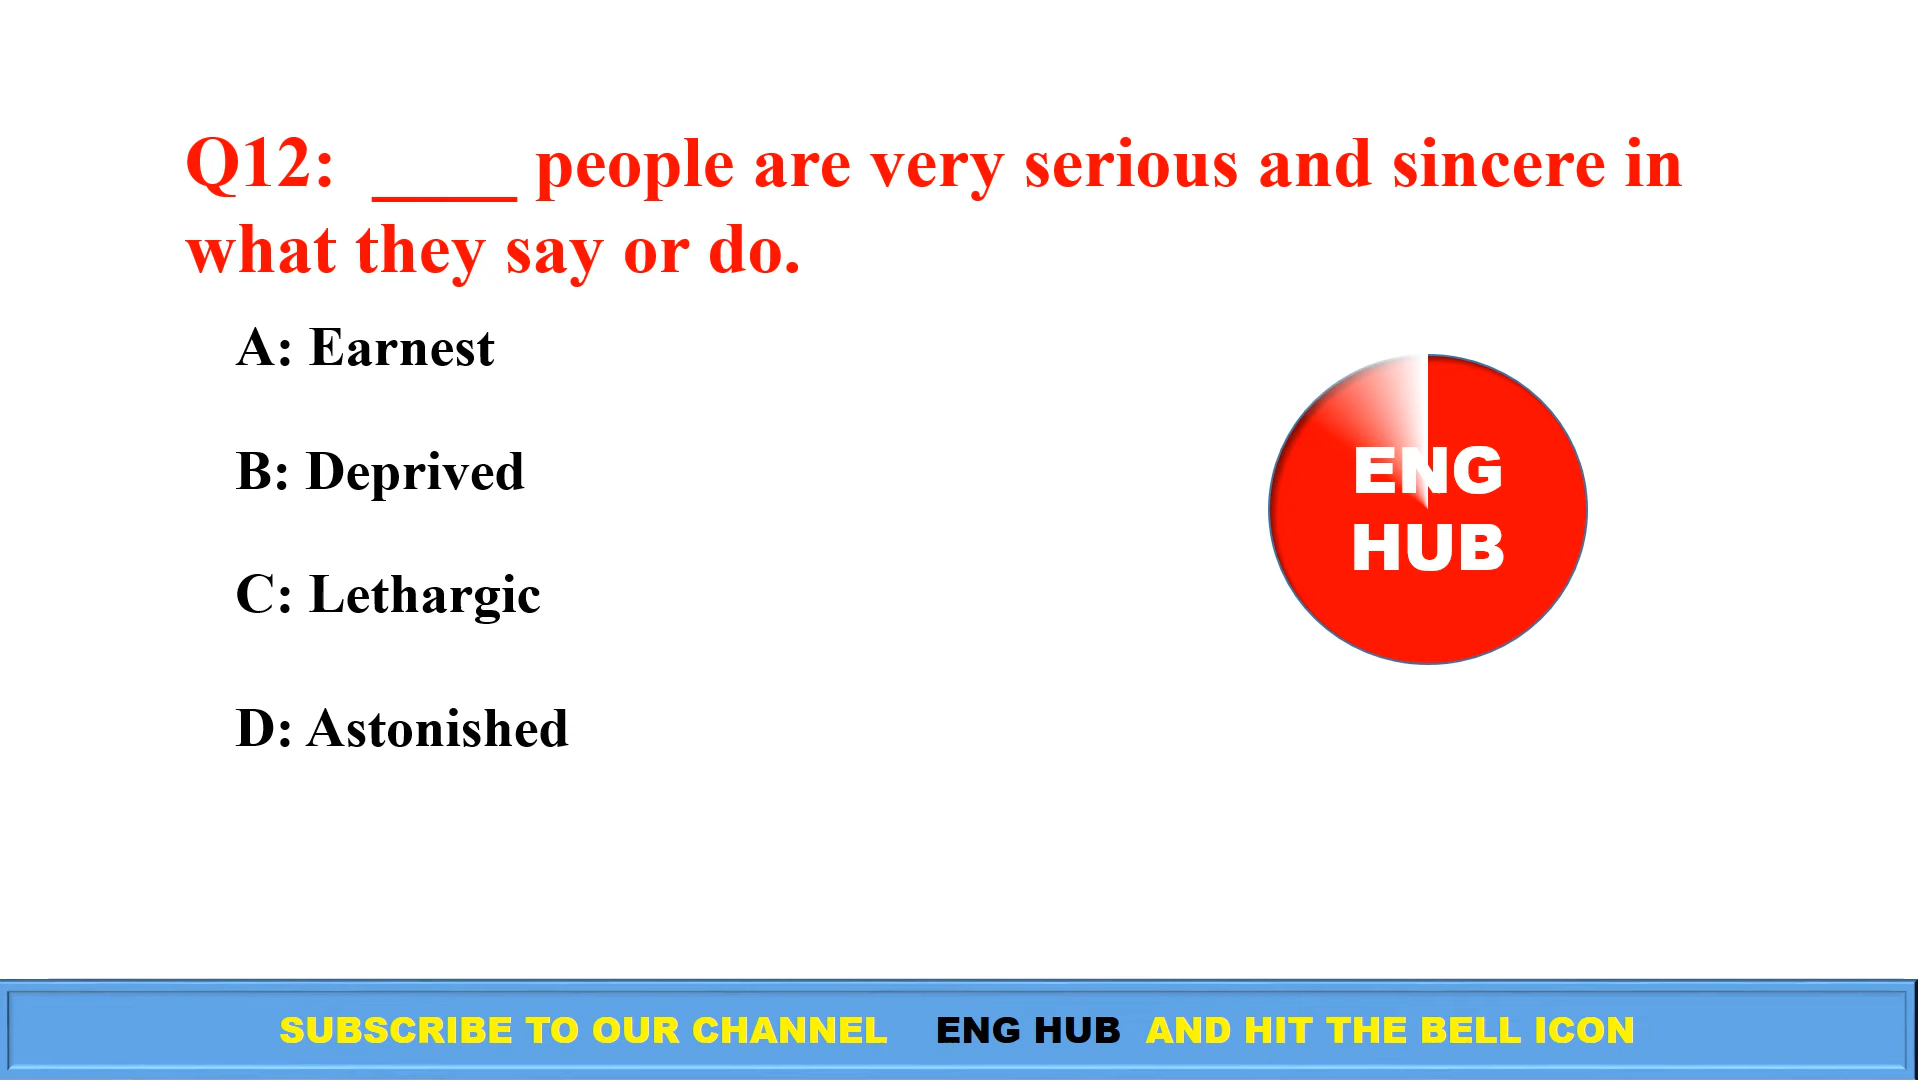 Q12: ____ people are very serious and sincere in
what they say or do.
A: Earnest
B: Deprived
C: Lethargic
D: Astonished
ENG
HUB
SUBSCRIBE TO OUR CHANNEL ENG HUB AND HIT THE BELL ICON